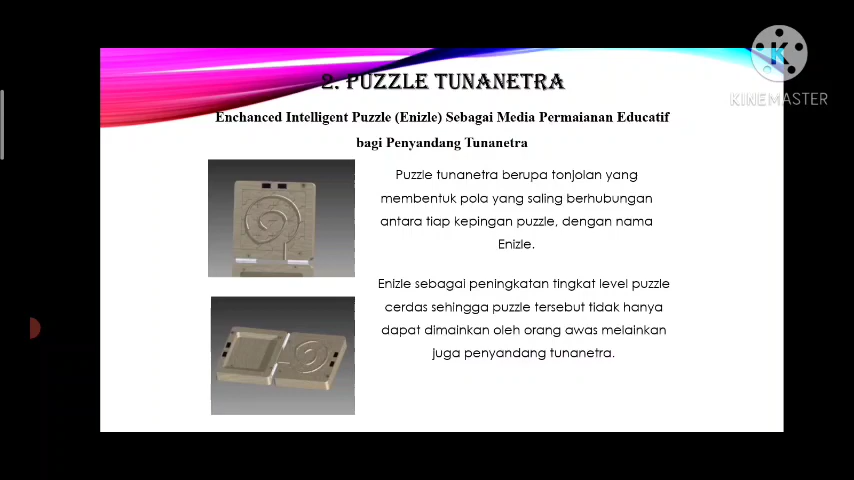 KINEMASTER
2. PUZZLE TUNANETRA
Enchanced Intelligent Puzzle (Enizle) Sebagai Media Permaianan Educatif
bagi Penyandang Tunanetra
Puzzle tunanetra berupa tonjolan yang
membentuk pola yang saling berhubungan
antara tiap kepingan puzzle, dengan nama
Enizle.
Enizle sebagai peningkatan tingkat level puzzle
cerdas sehingga puzzle tersebut tidak hanya
dapat dimainkan oleh orang awas melainkan
juga penyandang tunanetra.